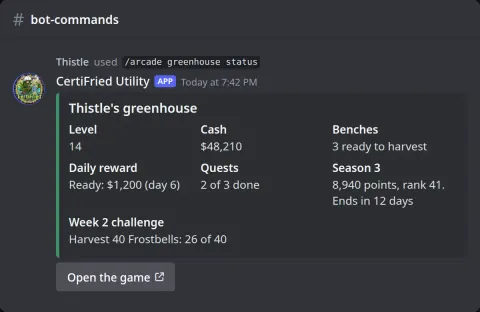 # bot-commands
Thistle used /arcade greenhouse status
CertiFried Utility APP Today at 7:42 PM
Thistle's greenhouse
Level Cash Benches
14 $48,210 3 ready to harvest
Daily reward Quests Season 3
Ready: $1,200 (day 6) 2 of 3 done 8,940 points, rank 41.
Ends in 12 days
Week 2 challenge
Harvest 40 Frostbells: 26 of 40
Open the game